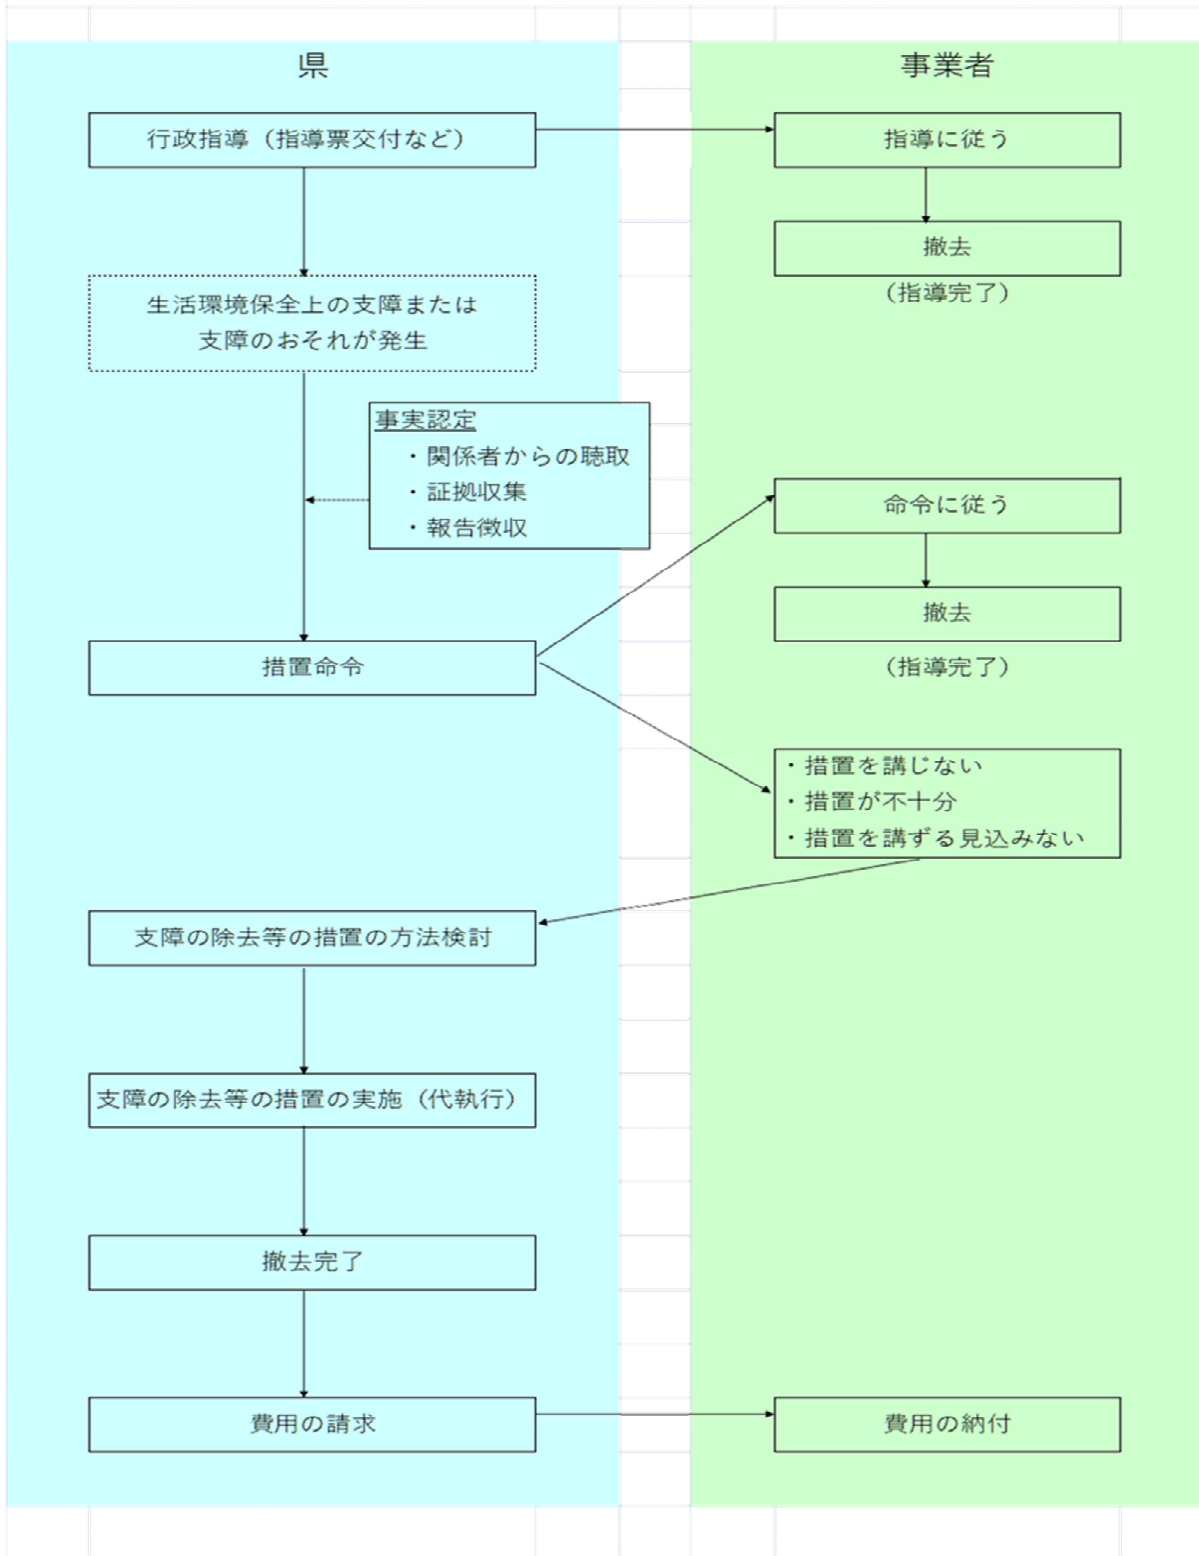 県
事業者
行政指導（指導票交付など）
指導に従う
撤去
（指導完了）
生活環境保全上の支障または
支障のおそれが発生
事実認定
・関係者からの聴取
・証拠収集
・報告徴収
命令に従う
撤去
（指導完了）
措置命令
・措置を講じない
・措置が不十分
・措置を講ずる見込みない
支障の除去等の措置の方法検討
支障の除去等の措置の実施（代執行）
撤去完了
費用の請求
費用の納付